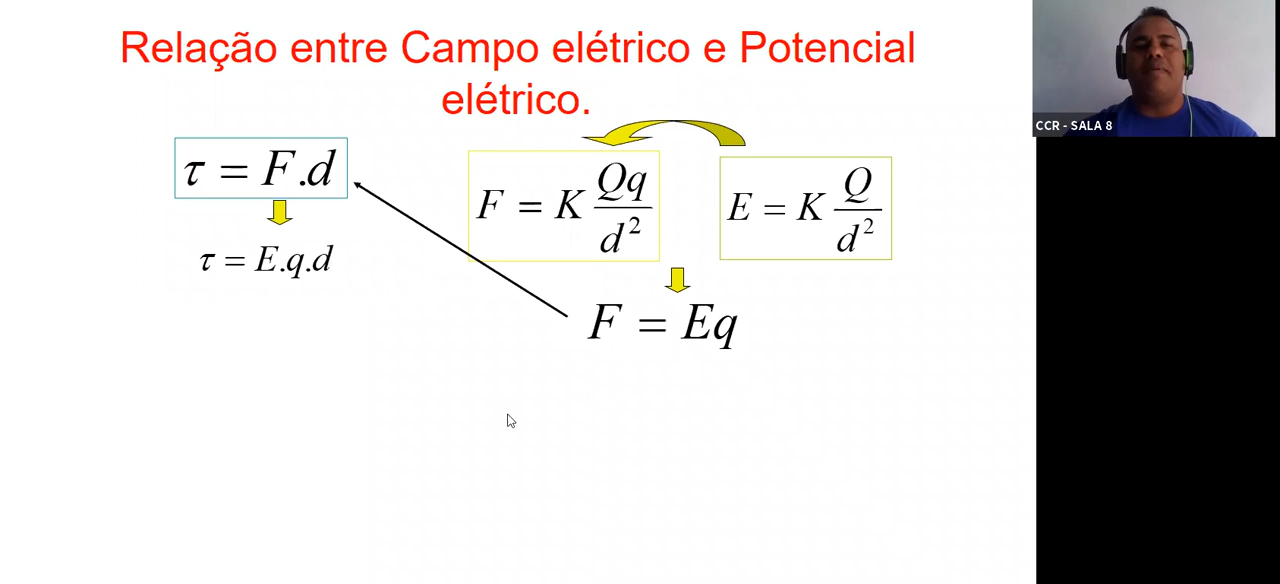 Relação entre Campo elétrico e Potencial
elétrico.
τ = F.d
F = K Qq/d²
E = K Q/d²
τ = E.q.d
F = Eq
CCR - SALA 8